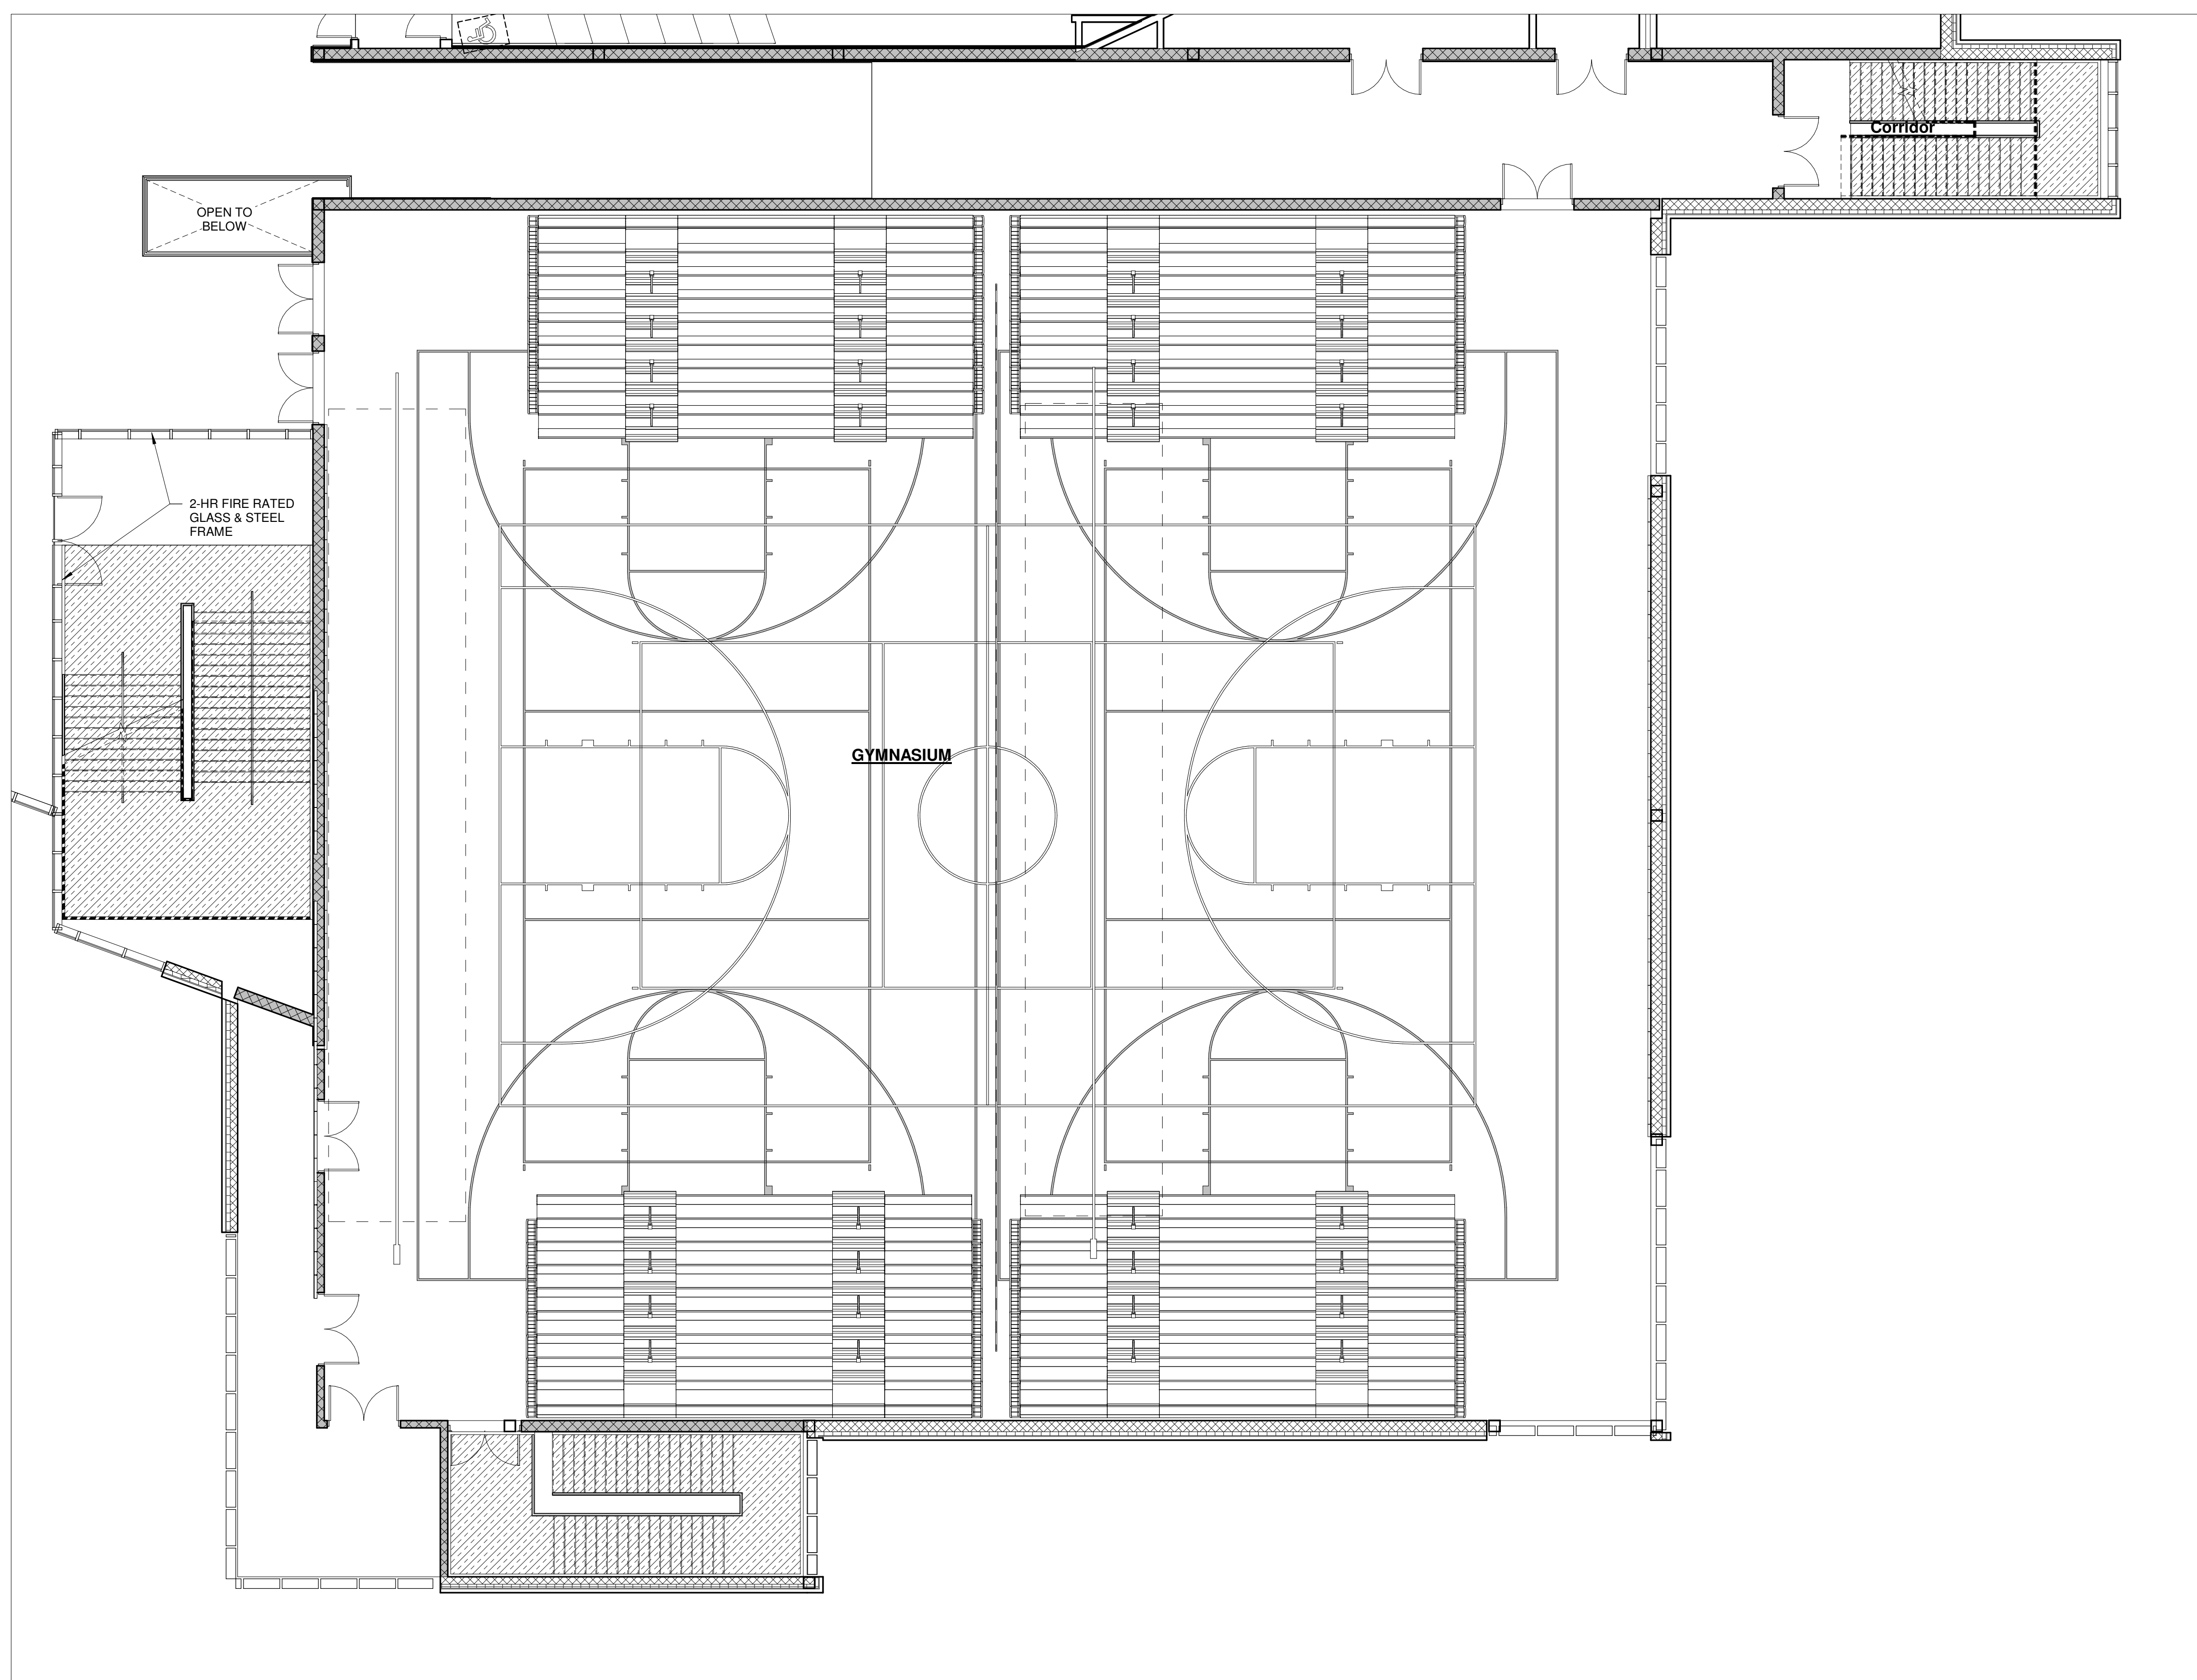 Corridor
OPEN TO
BELOW
2-HR FIRE RATED
GLASS & STEEL
FRAME
GYMNASIUM